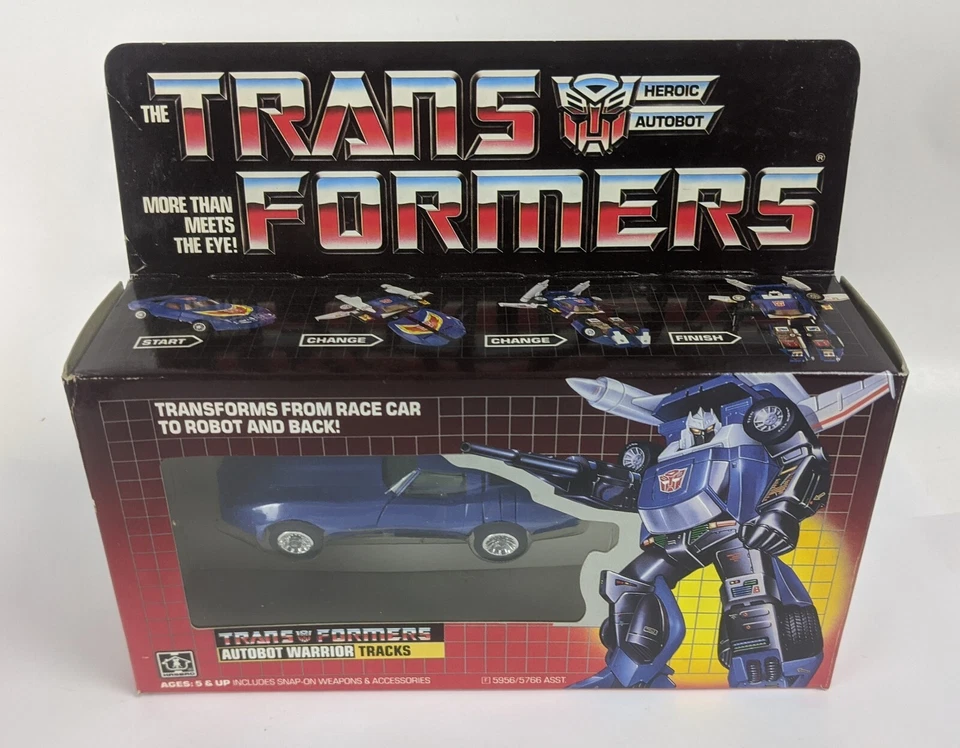 THE TRANS
HEROIC
AUTOBOT
MORE THAN
MEETS
THE EYE!
FORMERS®
START
CHANGE
CHANGE
FINISH
TRANSFORMS FROM RACE CAR
TO ROBOT AND BACK!
TRANSFORMERS
AUTOBOT WARRIOR TRACKS
HASBRO
AGES: 5 & UP INCLUDES SNAP-ON WEAPONS & ACCESSORIES
F 5956/5766 ASST.